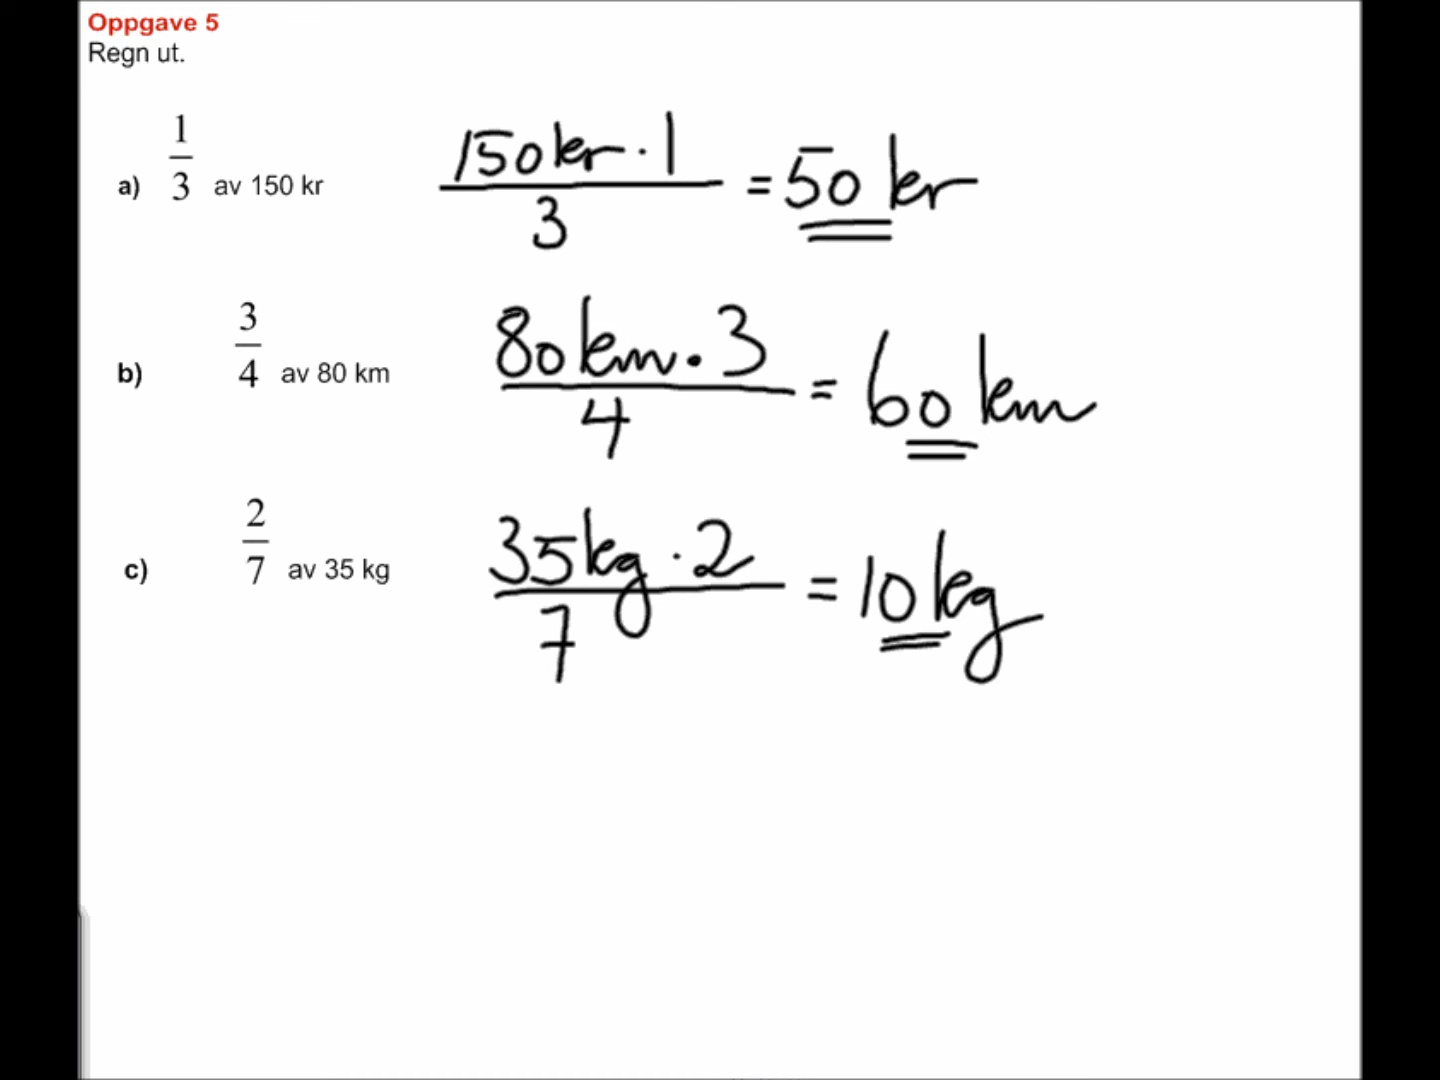 Oppgave 5
Regn ut.
a) 1/3 av 150 kr (150kr · 1)/3 = 50 kr
b) 3/4 av 80 km (80km · 3)/4 = 60 km
c) 2/7 av 35 kg (35kg · 2)/7 = 10 kg